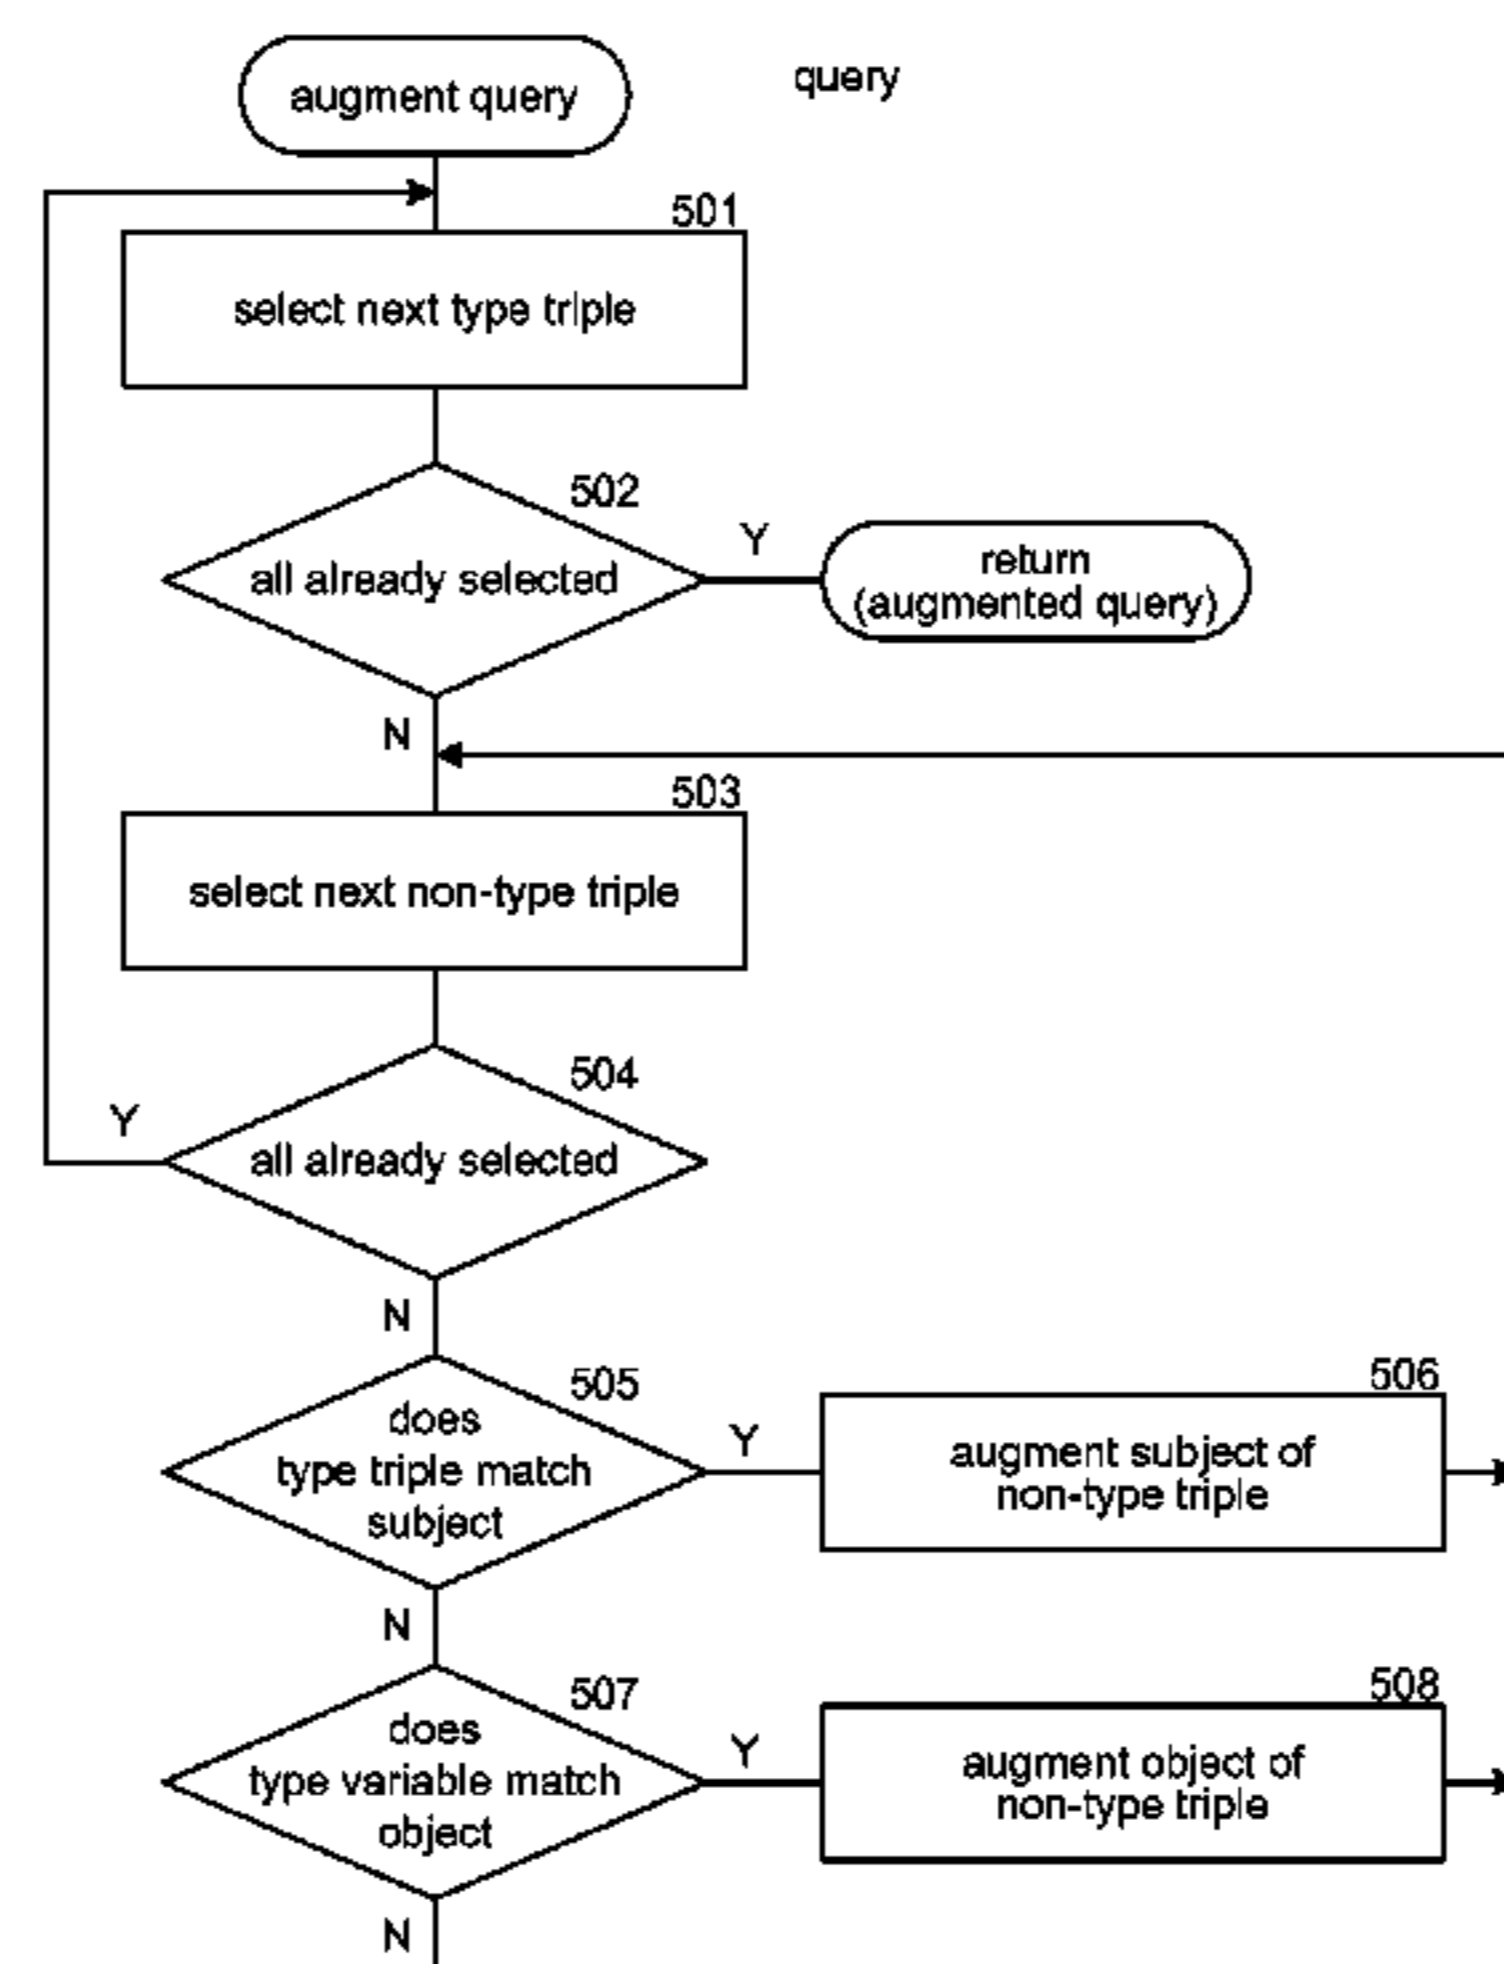 augment query
query
501
select next type triple
502
all already selected
Y
return
(augmented query)
N
503
select next non-type triple
504
all already selected
Y
N
505
does
type triple match
subject
Y
506
augment subject of
non-type triple
N
507
does
type variable match
object
Y
508
augment object of
non-type triple
N